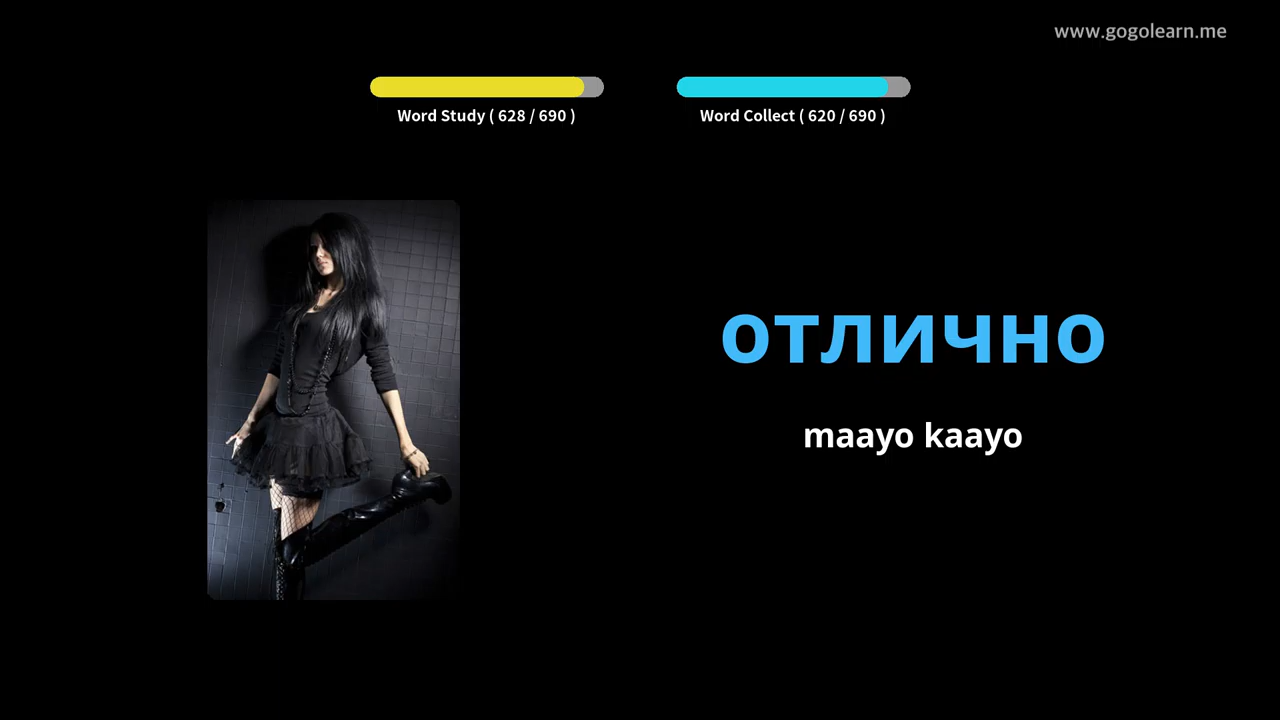 www.gogolearn.me
Word Study ( 628 / 690 )
Word Collect ( 620 / 690 )
отлично
maayo kaayo